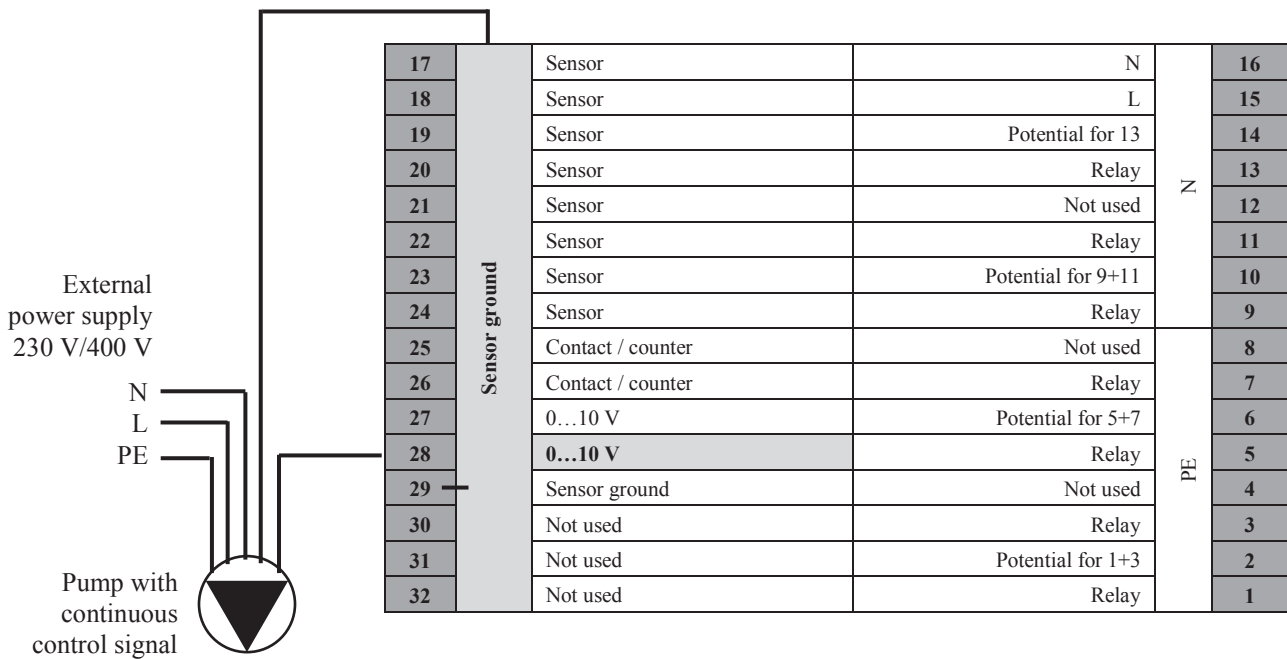 17 Sensor N 16
18 Sensor L 15
19 Sensor Potential for 13 14
20 Sensor Relay 13
21 Sensor Not used 12
22 Sensor Relay 11
23 Sensor Potential for 9+11 10
24 Sensor Relay 9
25 Contact / counter Not used 8
26 Contact / counter Relay 7
27 0…10 V Potential for 5+7 6
28 0…10 V Relay 5
29 Sensor ground Not used 4
30 Not used Relay 3
31 Not used Potential for 1+3 2
32 Not used Relay 1
Sensor ground
N
PE
External
power supply
230 V/400 V
N
L
PE
Pump with
continuous
control signal